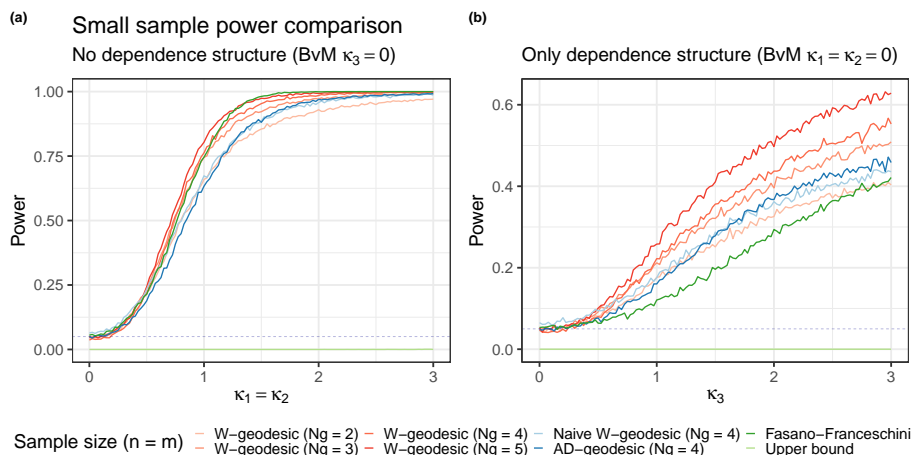 (a)
Small sample power comparison
No dependence structure (BvM κ3 = 0)
Power
1.00
0.75
0.50
0.25
0.00
0
1
2
3
κ1 = κ2
(b)
Only dependence structure (BvM κ1 = κ2 = 0)
Power
0.6
0.4
0.2
0.0
0
1
2
3
κ3
Sample size (n = m)
W−geodesic (Ng = 2)
W−geodesic (Ng = 4)
Naive W−geodesic (Ng = 4)
Fasano−Franceschini
W−geodesic (Ng = 3)
W−geodesic (Ng = 5)
AD−geodesic (Ng = 4)
Upper bound